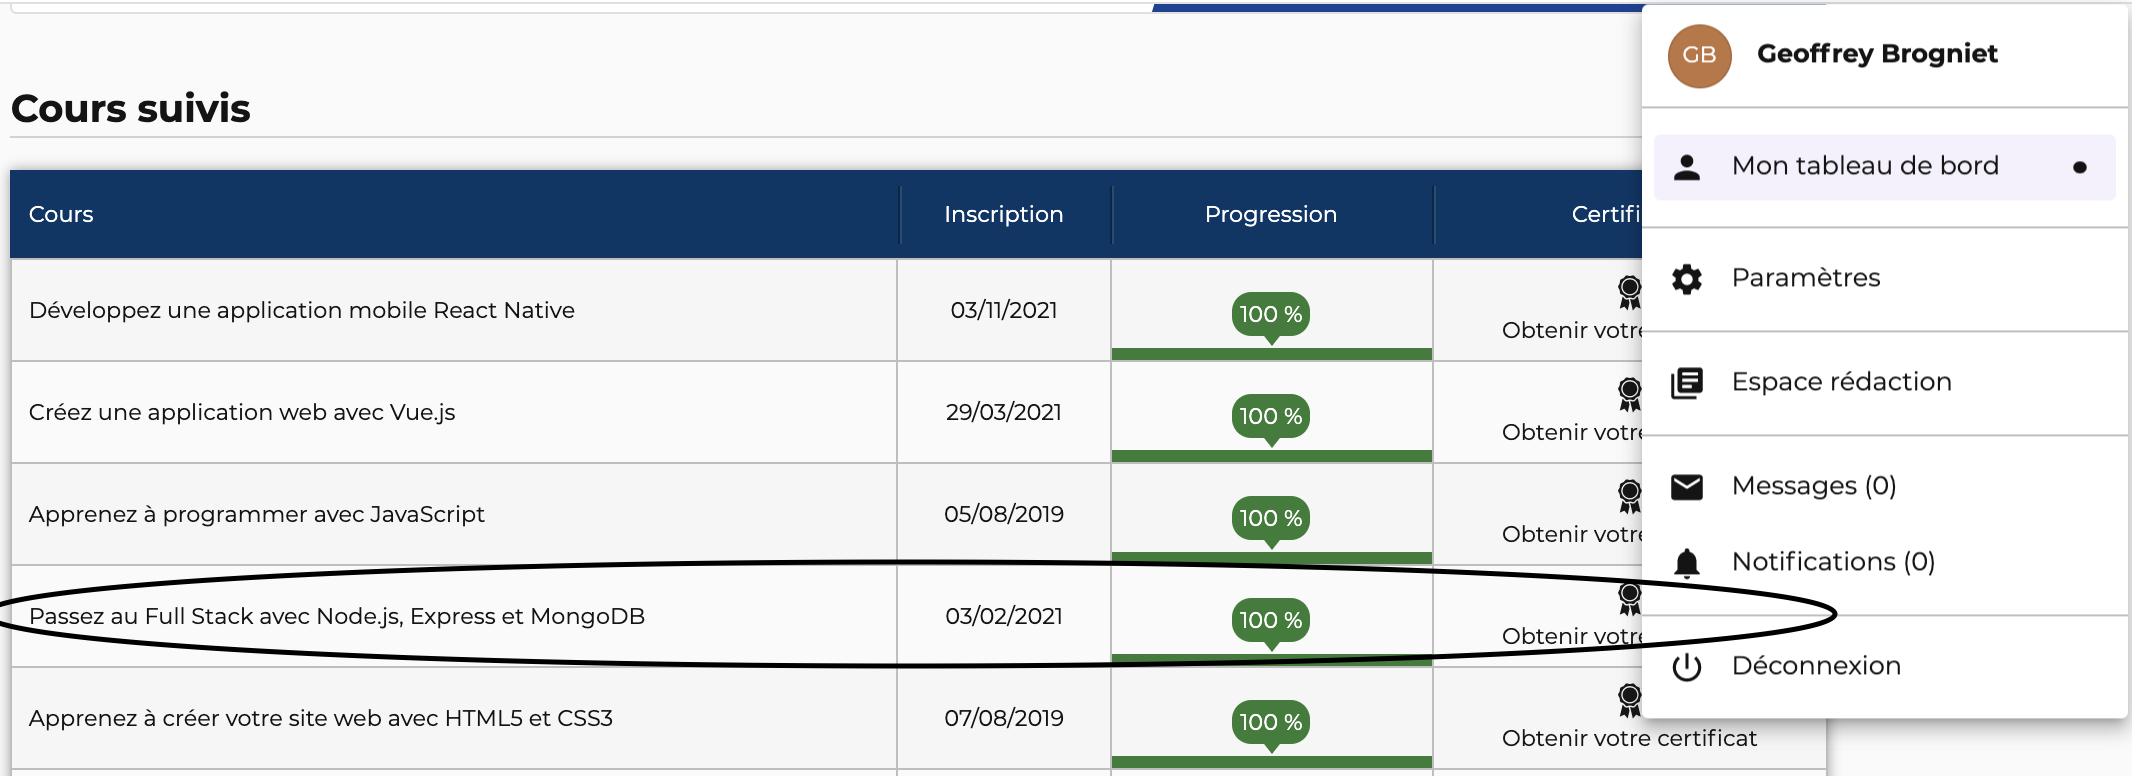 Cours suivis
Cours Inscription Progression Certifi
Développez une application mobile React Native 03/11/2021 100 % Obtenir votre
Créez une application web avec Vue.js 29/03/2021 100 % Obtenir votre
Apprenez à programmer avec JavaScript 05/08/2019 100 % Obtenir votre
Passez au Full Stack avec Node.js, Express et MongoDB 03/02/2021 100 % Obtenir votre
Apprenez à créer votre site web avec HTML5 et CSS3 07/08/2019 100 % Obtenir votre certificat
GB Geoffrey Brogniet
Mon tableau de bord
Paramètres
Espace rédaction
Messages (0)
Notifications (0)
Déconnexion